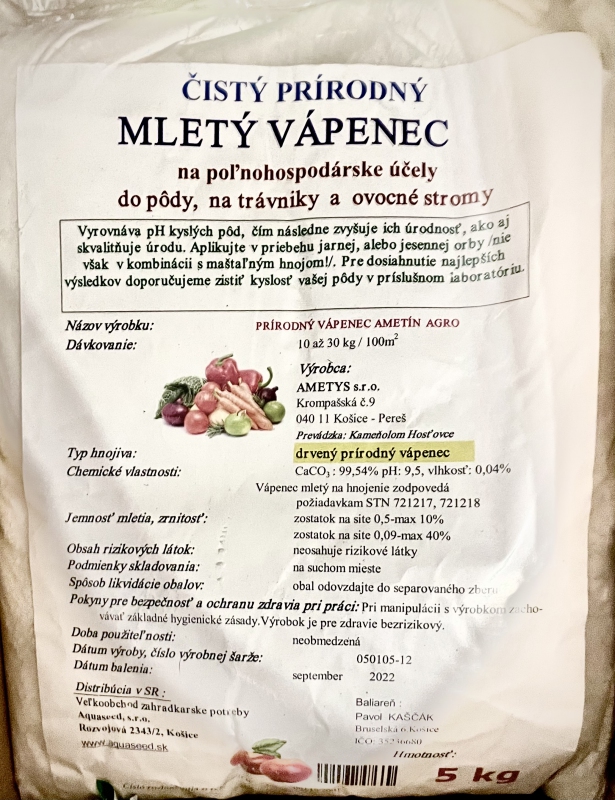 ČISTÝ PRÍRODNÝ
MLETÝ VÁPENEC
na poľnohospodárske účely
do pôdy, na trávniky a ovocné stromy
Vyrovnáva pH kyslých pôd, čím následne zvyšuje ich úrodnosť, ako aj
skvalitňuje úrodu. Aplikujte v priebehu jarnej, alebo jesennej orby /nie
však v kombinácii s maštaľným hnojom!/. Pre dosiahnutie najlepších
výsledkov doporučujeme zistiť kyslosť vašej pôdy v príslušnom laboratóriu.
Názov výrobku: PRÍRODNÝ VÁPENEC AMETÍN AGRO
Dávkovanie: 10 až 30 kg / 100m²
Výrobca:
AMETYS s.r.o.
Krompašská č.9
040 11 Košice - Pereš
Prevádzka: Kameňolom Hosťovce
Typ hnojiva: drvený prírodný vápenec
Chemické vlastnosti: CaCO₃ : 99,54% pH: 9,5, vlhkosť: 0,04%
Vápenec mletý na hnojenie zodpovedá
požiadavkam STN 721217, 721218
Jemnosť mletia, zrnitosť: zostatok na site 0,5-max 10%
zostatok na site 0,09-max 40%
Obsah rizikových látok: neosahuje rizikové látky
Podmienky skladovania: na suchom mieste
Spôsob likvidácie obalov: obal odovzdajte do separovaného zberu
Pokyny pre bezpečnosť a ochranu zdravia pri práci: Pri manipulácii s výrobkom zacho-
vávať základné hygienické zásady.Výrobok je pre zdravie bezrizikový.
Doba použiteľnosti: neobmedzená
Dátum výroby, číslo výrobnej šarže: 050105-12
Dátum balenia: september 2022
Distribúcia v SR :
Veľkoobchod zahradkarske potreby
Aquaseed, s.r.o.
Rozvojová 2343/2, Košice
www.aquaseed.sk
Baliareň :
Pavol KAŠČÁK
Bruselská 6 Košice
IČO: 35236680
Hmotnosť:
5 kg